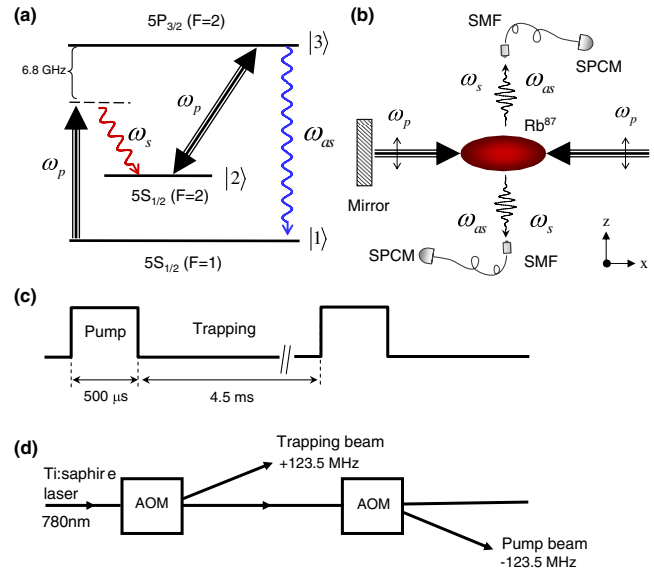 (a)
5P3/2 (F=2)
|3⟩
6.8 GHz
ωp
ωs
ωp
ωas
|2⟩
5S1/2 (F=2)
|1⟩
5S1/2 (F=1)
(b)
SMF
SPCM
ωs
ωas
Rb87
ωp
ωp
Mirror
ωas
ωs
SPCM
SMF
z
x
(c)
Pump
Trapping
500 μs
4.5 ms
(d)
Trapping beam
+123.5 MHz
Ti:saphire
laser
AOM
AOM
780nm
Pump beam
-123.5 MHz